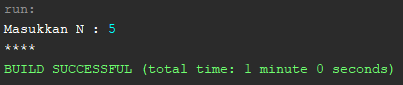 run:
Masukkan N : 5
****
BUILD SUCCESSFUL (total time: 1 minute 0 seconds)